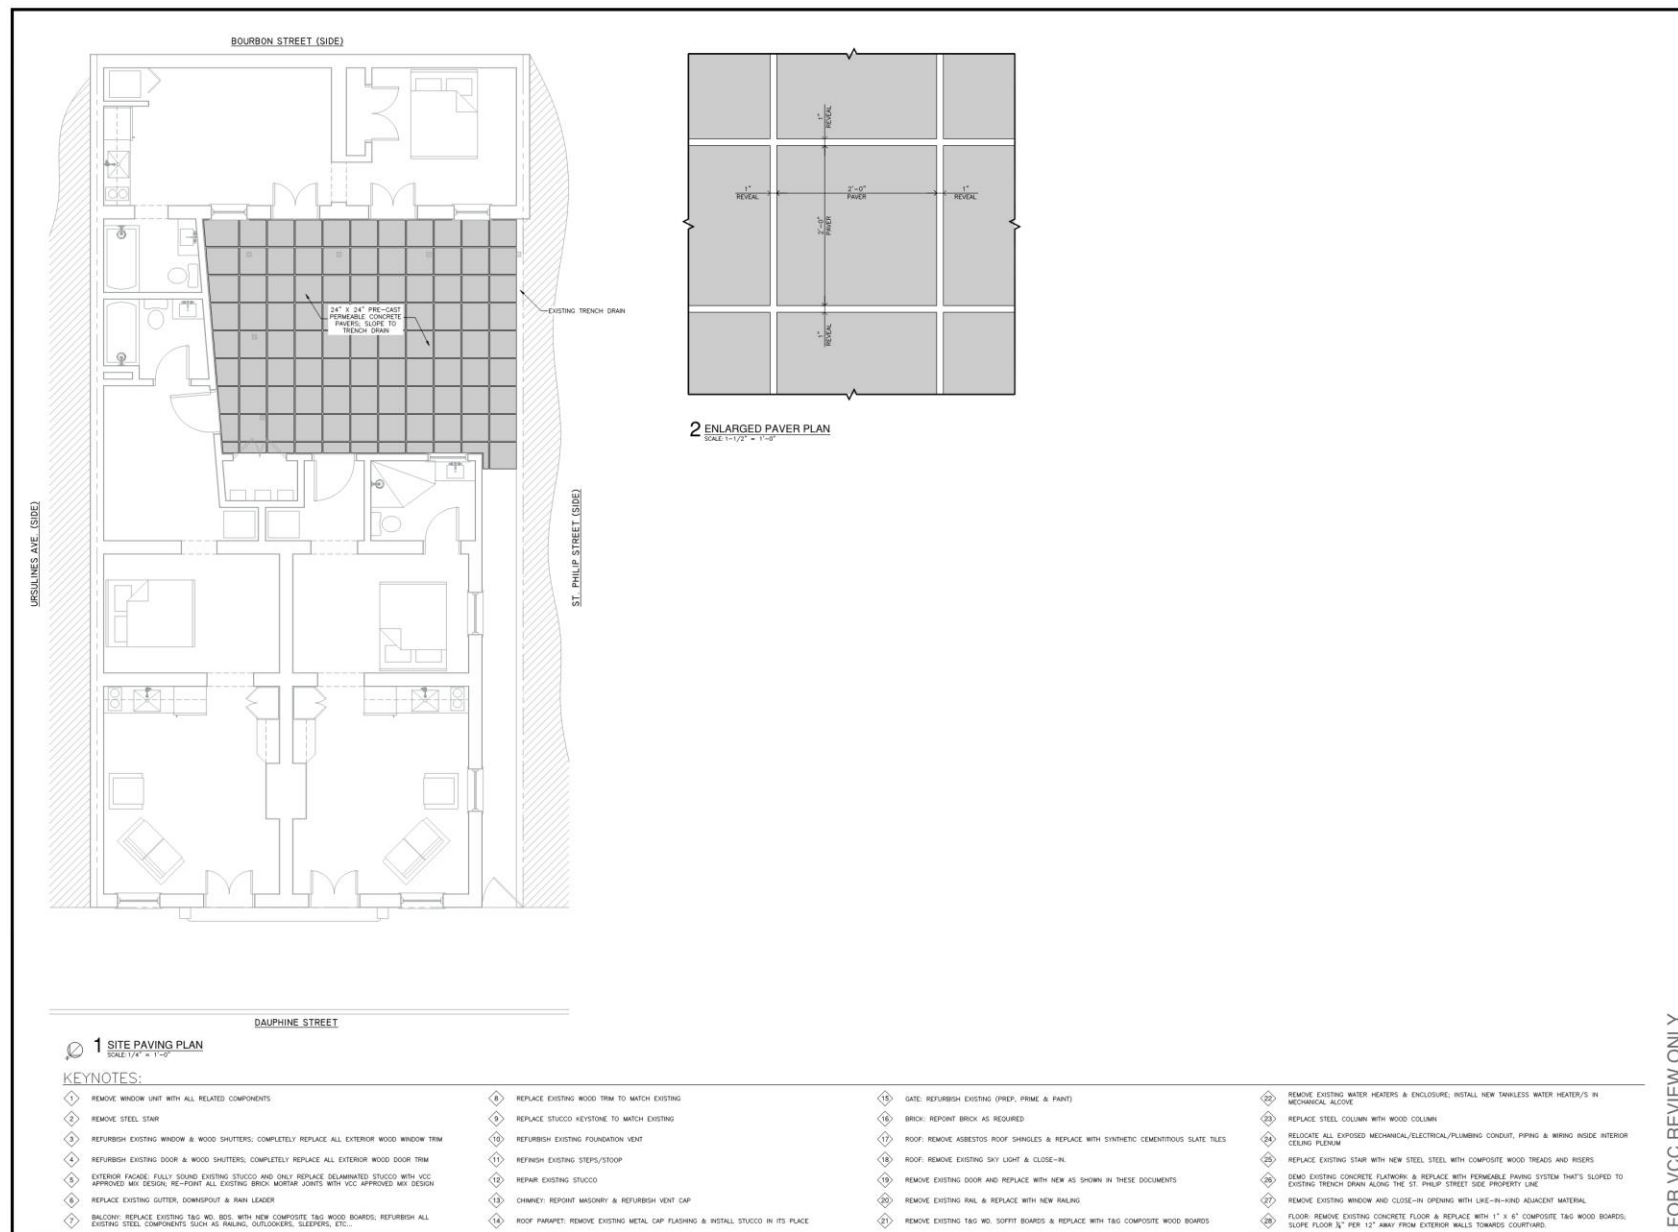 BOURBON STREET (SIDE)
24" X 24" PRE-CAST
PERMEABLE CONCRETE
PAVERS; SLOPE TO
TRENCH DRAIN
EXISTING TRENCH DRAIN
URSULINES AVE. (SIDE)
ST. PHILIP STREET (SIDE)
DAUPHINE STREET
1 SITE PAVING PLAN
SCALE: 1/4" = 1'-0"
1"
REVEAL
1"
REVEAL
2'-0"
PAVER
1"
REVEAL
2'-0"
PAVER
1"
REVEAL
2 ENLARGED PAVER PLAN
SCALE: 1-1/2" = 1'-0"
KEYNOTES:
1 REMOVE WINDOW UNIT WITH ALL RELATED COMPONENTS
2 REMOVE STEEL STAIR
3 REFURBISH EXISTING WINDOW & WOOD SHUTTERS; COMPLETELY REPLACE ALL EXTERIOR WOOD WINDOW TRIM
4 REFURBISH EXISTING DOOR & WOOD SHUTTERS; COMPLETELY REPLACE ALL EXTERIOR WOOD DOOR TRIM
5 EXTERIOR FACADE: FULLY SOUND EXISTING STUCCO AND ONLY REPLACE DELAMINATED STUCCO WITH VCC
APPROVED MIX DESIGN; RE-POINT ALL EXISTING BRICK MORTAR JOINTS WITH VCC APPROVED MIX DESIGN
6 REPLACE EXISTING GUTTER, DOWNSPOUT & RAIN LEADER
7 BALCONY: REPLACE EXISTING T&G WD. BDS. WITH NEW COMPOSITE T&G WOOD BOARDS; REFURBISH ALL
EXISTING STEEL COMPONENTS SUCH AS RAILING, OUTLOOKERS, SLEEPERS, ETC...
8 REPLACE EXISTING WOOD TRIM TO MATCH EXISTING
9 REPLACE STUCCO KEYSTONE TO MATCH EXISTING
10 REFURBISH EXISTING FOUNDATION VENT
11 REFINISH EXISTING STEPS/STOOP
12 REPAIR EXISTING STUCCO
13 CHIMNEY: REPOINT MASONRY & REFURBISH VENT CAP
14 ROOF PARAPET: REMOVE EXISTING METAL CAP FLASHING & INSTALL STUCCO IN ITS PLACE
15 GATE: REFURBISH EXISTING (PREP, PRIME & PAINT)
16 BRICK: REPOINT BRICK AS REQUIRED
17 ROOF: REMOVE ASBESTOS ROOF SHINGLES & REPLACE WITH SYNTHETIC CEMENTITIOUS SLATE TILES
18 ROOF: REMOVE EXISTING SKY LIGHT & CLOSE-IN.
19 REMOVE EXISTING DOOR AND REPLACE WITH NEW AS SHOWN IN THESE DOCUMENTS
20 REMOVE EXISTING RAIL & REPLACE WITH NEW RAILING
21 REMOVE EXISTING T&G WD. SOFFIT BOARDS & REPLACE WITH T&G COMPOSITE WOOD BOARDS
22 REMOVE EXISTING WATER HEATERS & ENCLOSURE; INSTALL NEW TANKLESS WATER HEATER/S IN
MECHANICAL ALCOVE
23 REPLACE STEEL COLUMN WITH WOOD COLUMN
24 RELOCATE ALL EXPOSED MECHANICAL/ELECTRICAL/PLUMBING CONDUIT, PIPING & WIRING INSIDE INTERIOR
CEILING PLENUM
25 REPLACE EXISTING STAIR WITH NEW STEEL STEEL WITH COMPOSITE WOOD TREADS AND RISERS
26 DEMO EXISTING CONCRETE FLATWORK & REPLACE WITH PERMEABLE PAVING SYSTEM THAT'S SLOPED TO
EXISTING TRENCH DRAIN ALONG THE ST. PHILIP STREET SIDE PROPERTY LINE
27 REMOVE EXISTING WINDOW AND CLOSE-IN OPENING WITH LIKE-IN-KIND ADJACENT MATERIAL
28 FLOOR: REMOVE EXISTING CONCRETE FLOOR & REPLACE WITH 1" X 6" COMPOSITE T&G WOOD BOARDS;
SLOPE FLOOR PER 12" AWAY FROM EXTERIOR WALLS TOWARDS COURTYARD.
FOR VCC REVIEW ONLY